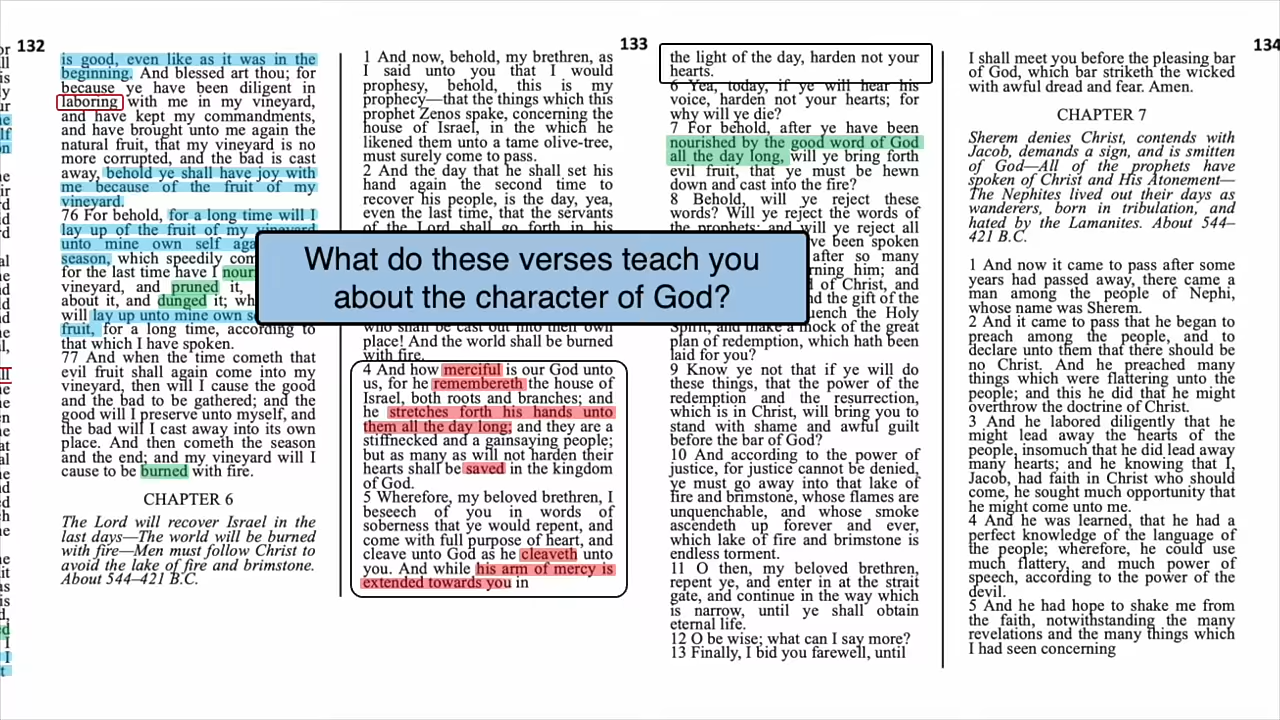 132
is good, even like as it was in the
beginning. And blessed art thou; for
because ye have been diligent in
laboring with me in my vineyard,
and have kept my commandments,
and have brought unto me again the
natural fruit, that my vineyard is no
more corrupted, and the bad is cast
away, behold ye shall have joy with
me because of the fruit of my
vineyard.
76 For behold, for a long time will I
lay up of the fruit of my vineyard
unto mine own self
season, which speedily
for the last time have I
vineyard, and pruned it,
about it, and dunged it;
will lay up unto mine own
fruit, for a long time, according to
that which I have spoken.
77 And when the time cometh that
evil fruit shall again come into my
vineyard, then will I cause the good
and the bad to be gathered; and the
good will I preserve unto myself, and
the bad will I cast away into its own
place. And then cometh the season
and the end; and my vineyard will I
cause to be burned with fire.
CHAPTER 6
The Lord will recover Israel in the
last days—The world will be burned
with fire—Men must follow Christ to
avoid the lake of fire and brimstone.
About 544–421 B.C.
1 And now, behold, my brethren, as
I said unto you that I would
prophesy, behold, this is my
prophecy—that the things which this
prophet Zenos spake, concerning the
house of Israel, in the which he
likened them unto a tame olive-tree,
must surely come to pass.
2 And the day that he shall set his
hand again the second time to
recover his people, is the day, yea,
even the last time, that the servants
of the Lord shall go forth in his
What do these verses teach you
about the character of God?
who shall be cast out into their own
place! And the world shall be burned
with fire.
4 And how merciful is our God unto
us, for he remembereth the house of
Israel, both roots and branches; and
he stretches forth his hands unto
them all the day long; and they are a
stiffnecked and a gainsaying people;
but as many as will not harden their
hearts shall be saved in the kingdom
of God.
5 Wherefore, my beloved brethren, I
beseech of you in words of
soberness that ye would repent, and
come with full purpose of heart, and
cleave unto God as he cleaveth unto
you. And while his arm of mercy is
extended towards you in
133
the light of the day, harden not your
hearts.
6 Yea, today, if ye will hear his
voice, harden not your hearts; for
why will ye die?
7 For behold, after ye have been
nourished by the good word of God
all the day long, will ye bring forth
evil fruit, that ye must be hewn
down and cast into the fire?
8 Behold, will ye reject these
words? Will ye reject the words of
the prophets; and will ye reject all
have been spoken
after so many
him; and
of Christ, and
the gift of the
quench the Holy
Spirit, and make a mock of the great
plan of redemption, which hath been
laid for you?
9 Know ye not that if ye will do
these things, that the power of the
redemption and the resurrection,
which is in Christ, will bring you to
stand with shame and awful guilt
before the bar of God?
10 And according to the power of
justice, for justice cannot be denied,
ye must go away into that lake of
fire and brimstone, whose flames are
unquenchable, and whose smoke
ascendeth up forever and ever,
which lake of fire and brimstone is
endless torment.
11 O then, my beloved brethren,
repent ye, and enter in at the strait
gate, and continue in the way which
is narrow, until ye shall obtain
eternal life.
12 O be wise; what can I say more?
13 Finally, I bid you farewell, until
I shall meet you before the pleasing bar
of God, which bar striketh the wicked
with awful dread and fear. Amen.
CHAPTER 7
Sherem denies Christ, contends with
Jacob, demands a sign, and is smitten
of God—All of the prophets have
spoken of Christ and His Atonement—
The Nephites lived out their days as
wanderers, born in tribulation, and
hated by the Lamanites. About 544–
421 B.C.
1 And now it came to pass after some
years had passed away, there came a
man among the people of Nephi,
whose name was Sherem.
2 And it came to pass that he began to
preach among the people, and to
declare unto them that there should be
no Christ. And he preached many
things which were flattering unto the
people; and this he did that he might
overthrow the doctrine of Christ.
3 And he labored diligently that he
might lead away the hearts of the
people, insomuch that he did lead away
many hearts; and he knowing that I,
Jacob, had faith in Christ who should
come, he sought much opportunity that
he might come unto me.
4 And he was learned, that he had a
perfect knowledge of the language of
the people; wherefore, he could use
much flattery, and much power of
speech, according to the power of the
devil.
5 And he had hope to shake me from
the faith, notwithstanding the many
revelations and the many things which
I had seen concerning
134